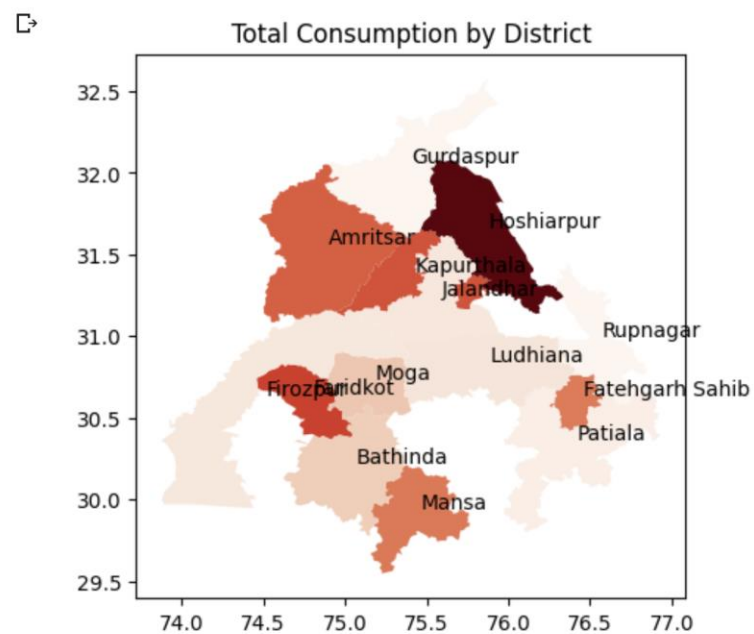 Total Consumption by District
32.5
32.0
31.5
31.0
30.5
30.0
29.5
Gurdaspur
Hoshiarpur
Amritsar
Kapurthala
Jalandhar
Rupnagar
Ludhiana
Moga
Firozpur
Faridkot
Fatehgarh Sahib
Patiala
Bathinda
Mansa
74.0 74.5 75.0 75.5 76.0 76.5 77.0